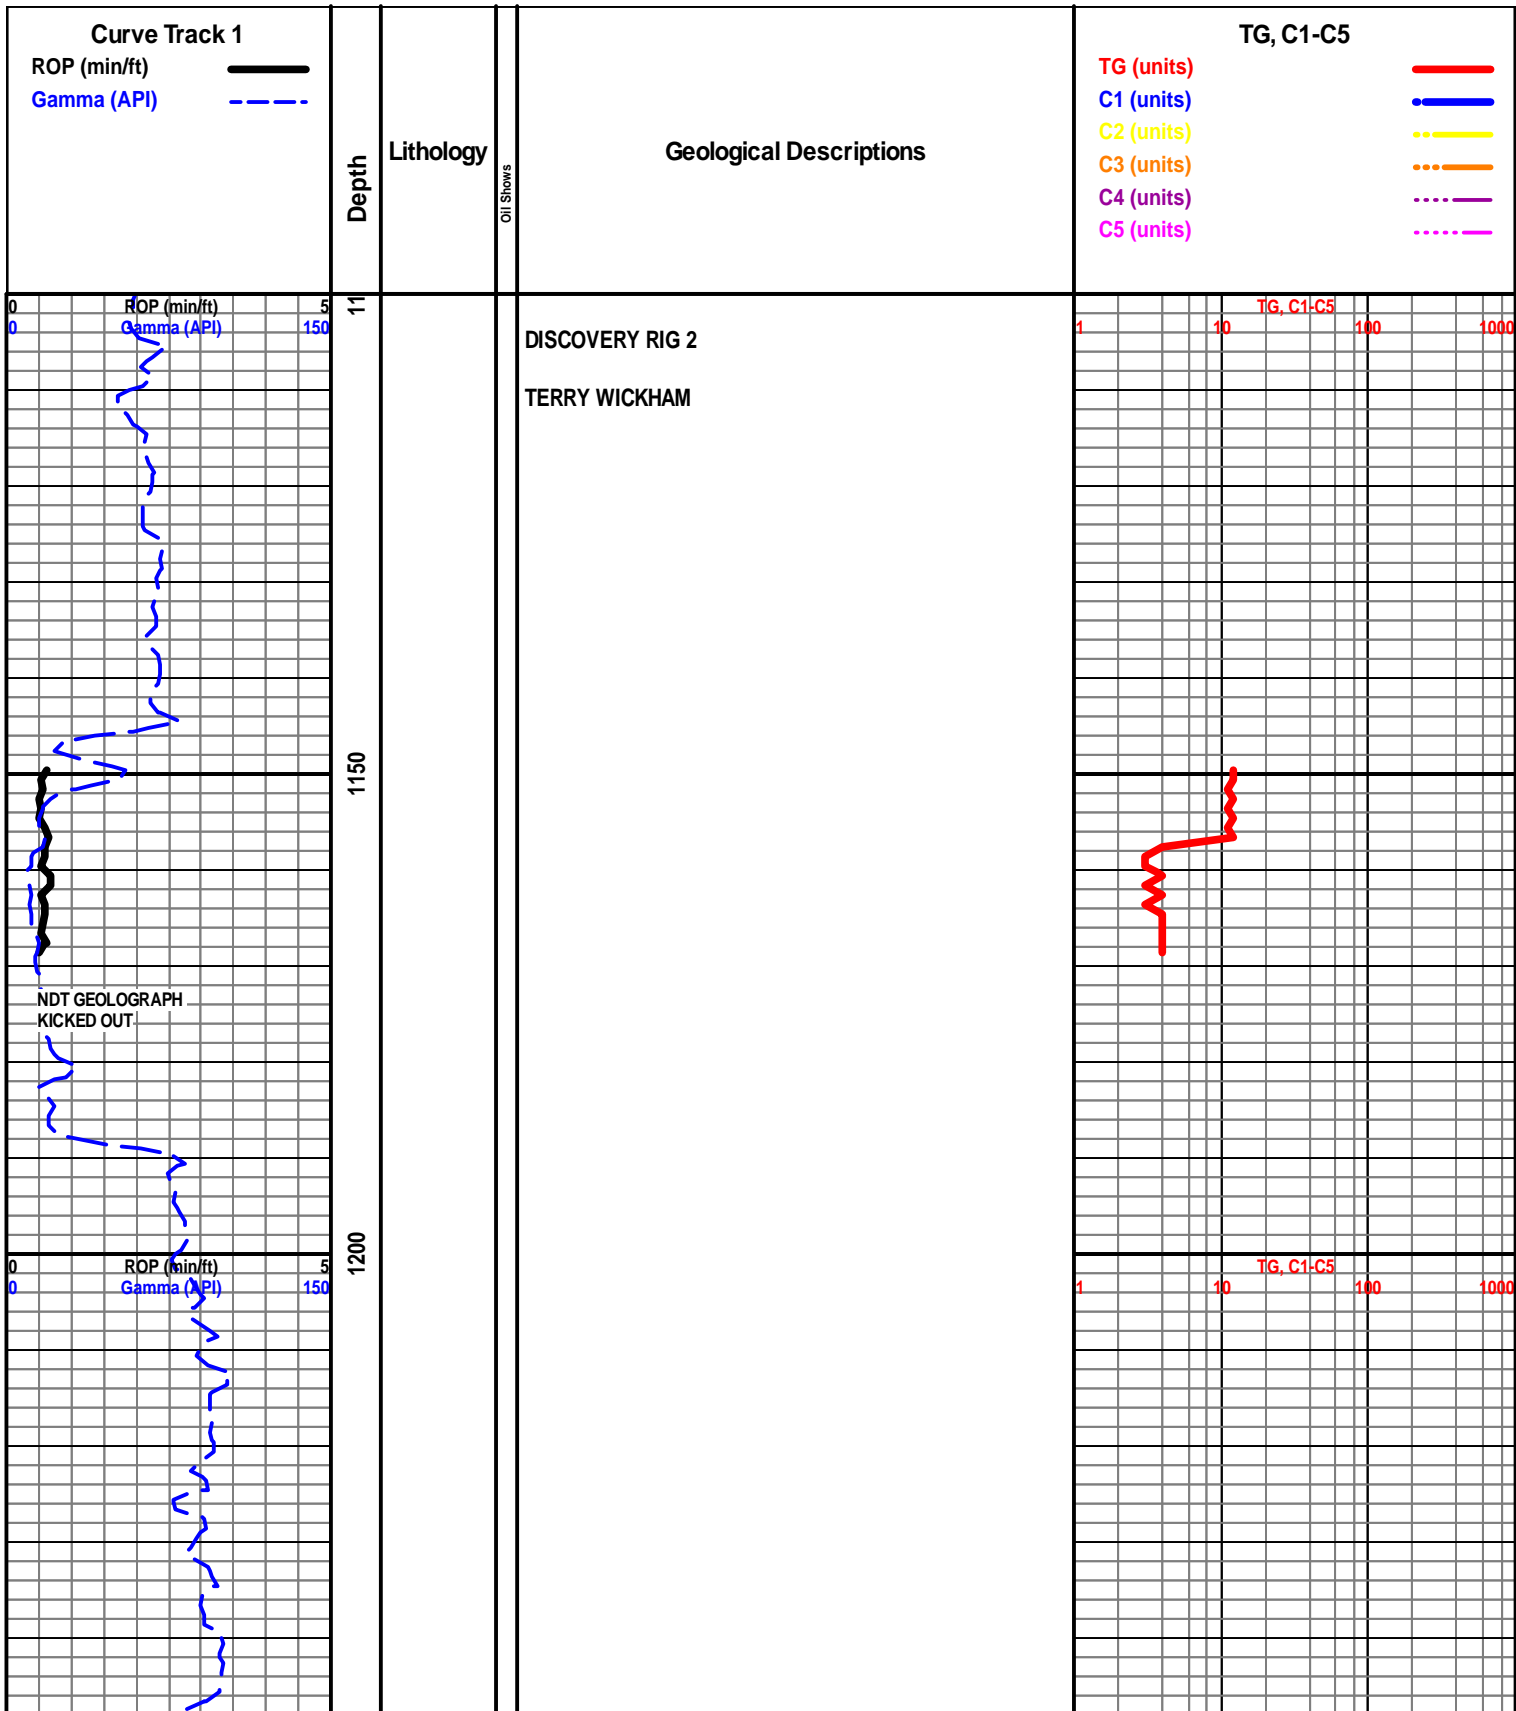 Curve Track 1
ROP (min/ft)
Gamma (API)
Depth
Lithology
Oil Shows
Geological Descriptions
TG, C1-C5
TG (units)
C1 (units)
C2 (units)
C3 (units)
C4 (units)
C5 (units)
0 ROP (min/ft) 5
0 Gamma (API) 150
11
TG, C1-C5
1 10 100 1000
DISCOVERY RIG 2
TERRY WICKHAM
1150
NDT GEOLOGRAPH
KICKED OUT
1200
0 ROP (min/ft) 5
0 Gamma (API) 150
TG, C1-C5
1 10 100 1000